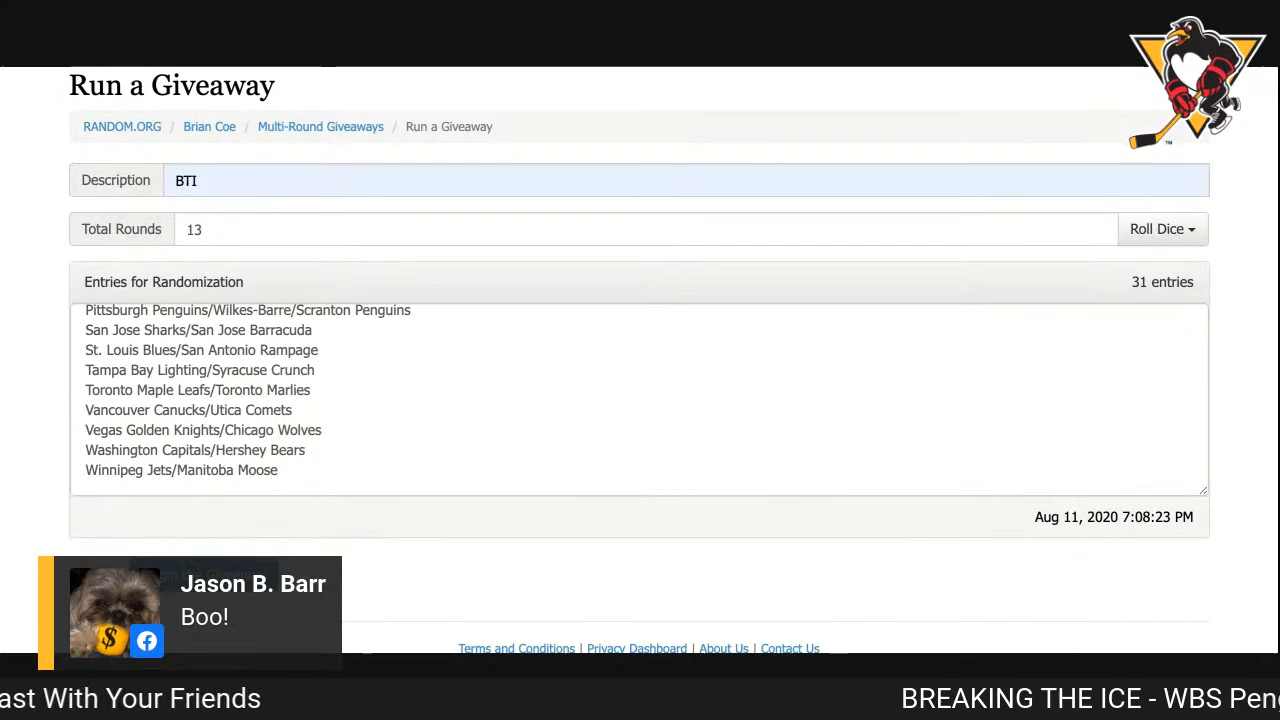 Run a Giveaway
RANDOM.ORG / Brian Coe / Multi-Round Giveaways / Run a Giveaway
Description BTI
Total Rounds 13 Roll Dice
Entries for Randomization 31 entries
Pittsburgh Penguins/Wilkes-Barre/Scranton Penguins
San Jose Sharks/San Jose Barracuda
St. Louis Blues/San Antonio Rampage
Tampa Bay Lighting/Syracuse Crunch
Toronto Maple Leafs/Toronto Marlies
Vancouver Canucks/Utica Comets
Vegas Golden Knights/Chicago Wolves
Washington Capitals/Hershey Bears
Winnipeg Jets/Manitoba Moose
Aug 11, 2020 7:08:23 PM
Jason B. Barr
Boo!
$
Terms and Conditions | Privacy Dashboard | About Us | Contact Us
ast With Your Friends BREAKING THE ICE - WBS Peng
TM